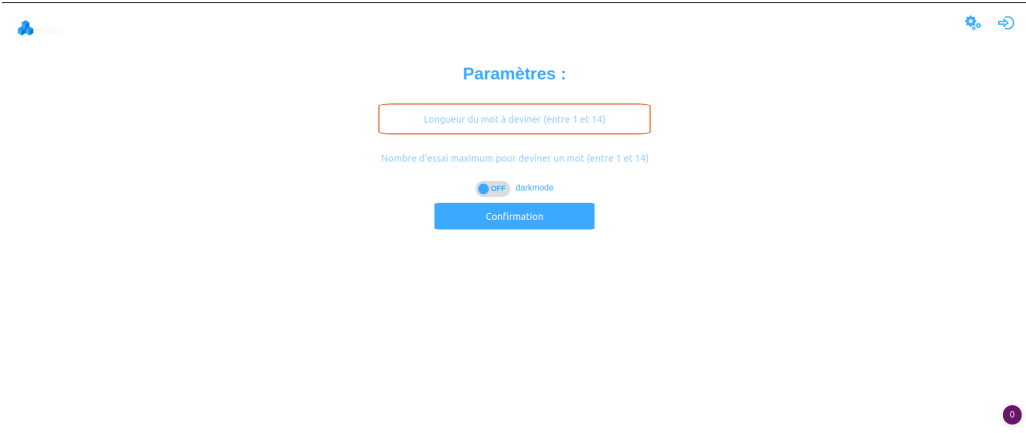 Paramètres :
Longueur du mot à deviner (entre 1 et 14)
Nombre d'essai maximum pour deviner un mot (entre 1 et 14)
OFF darkmode
Confirmation
0